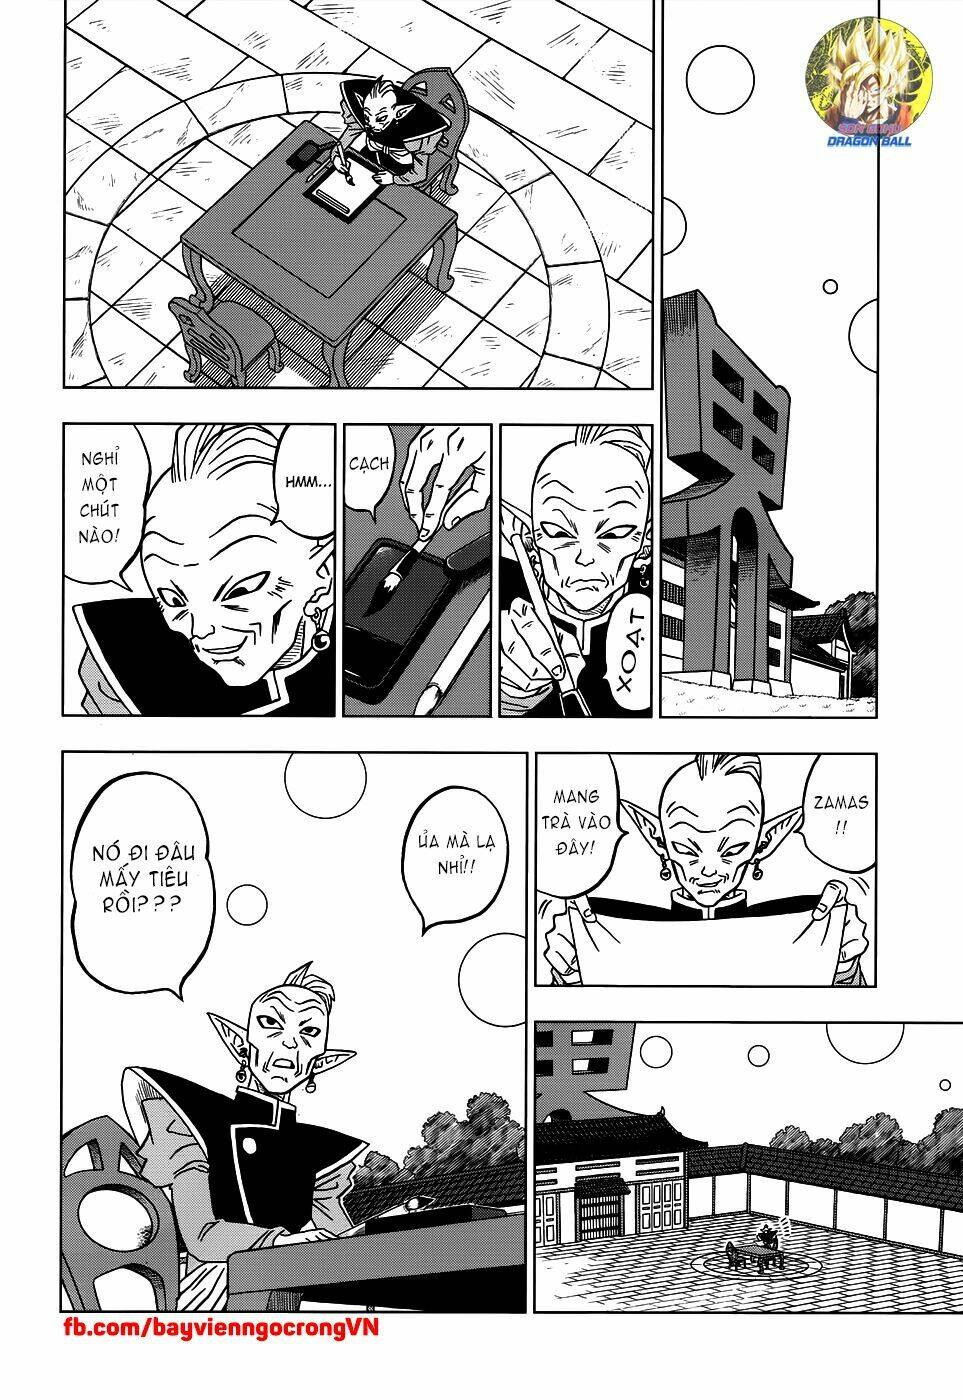 SON GOKU
DRAGON BALL
XOẠT
CẠCH
HMM...
NGHỈ
MỘT
CHÚT
NÀO!
ZAMAS
!!
MANG
TRÀ VÀO
ĐÂY!
ỦA MÀ LẠ
NHỈ!!
NÓ ĐI ĐÂU
MẤY TIÊU
RỒI???
fb.com/bayvienngocrongVN